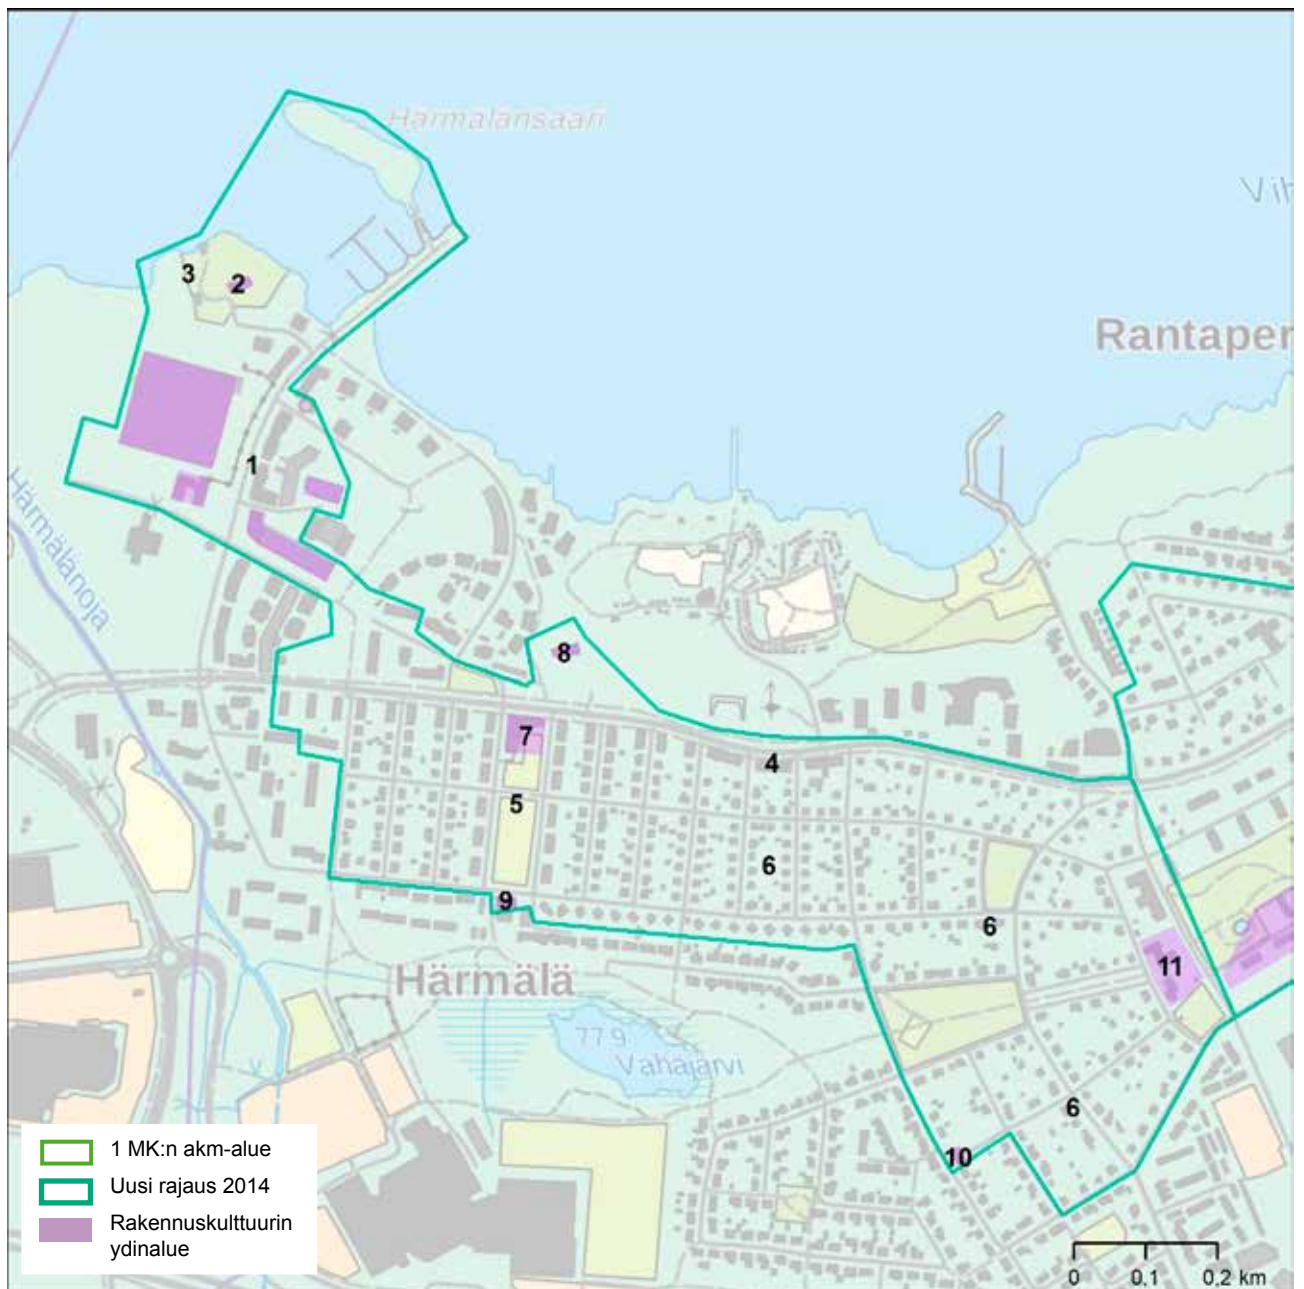 Härmälänsaari
Vih
3
2
Rantaper
1
Härmälänoja
8
7
4
5
6
9
6
11
Härmälä
77.9
Vähäjärvi
6
10
1 MK:n akm-alue
Uusi rajaus 2014
Rakennuskulttuurin
ydinalue
0 0,1 0,2 km